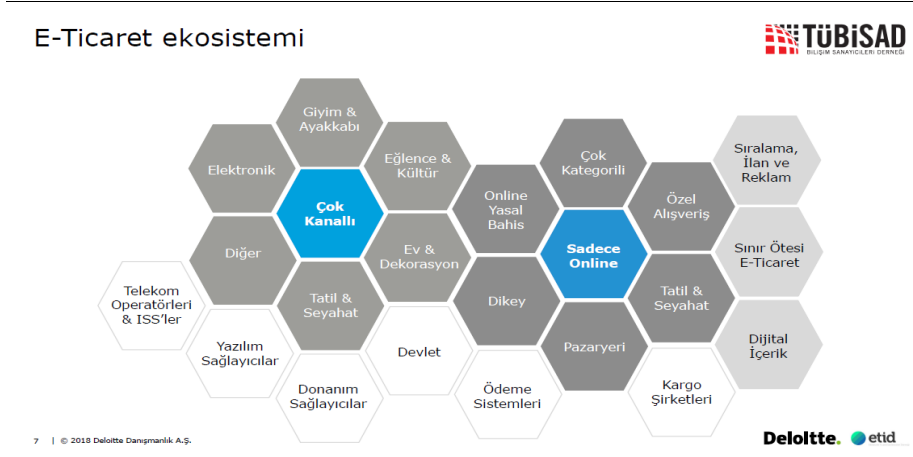 E-Ticaret ekosistemi
TÜBİSAD
BİLİŞİM SANAYİCİLERİ DERNEĞİ
Giyim &
Ayakkabı
Elektronik
Eğlence &
Kültür
Çok
Kanallı
Diğer
Ev &
Dekorasyon
Tatil &
Seyahat
Çok
Kategorili
Online
Yasal
Bahis
Özel
Alışveriş
Sadece
Online
Dikey
Tatil &
Seyahat
Pazaryeri
Sıralama,
İlan ve
Reklam
Sınır Ötesi
E-Ticaret
Dijital
İçerik
Telekom
Operatörleri
& ISS’ler
Yazılım
Sağlayıcılar
Donanım
Sağlayıcılar
Devlet
Ödeme
Sistemleri
Kargo
Şirketleri
7 | © 2018 Deloitte Danışmanlık A.Ş.
Deloitte.
etid